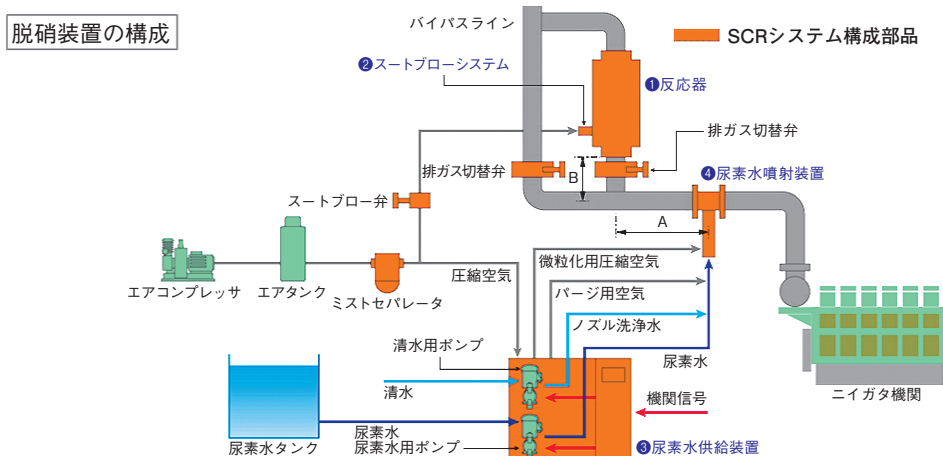 脱硝装置の構成
バイパスライン
SCRシステム構成部品
❷スートブローシステム
❶反応器
排ガス切替弁
排ガス切替弁
B
❹尿素水噴射装置
スートブロー弁
A
エアコンプレッサ
エアタンク
ミストセパレータ
圧縮空気
微粒化用圧縮空気
パージ用空気
ノズル洗浄水
清水用ポンプ
尿素水
清水
機関信号
ニイガタ機関
尿素水タンク
尿素水
尿素水用ポンプ
❸尿素水供給装置